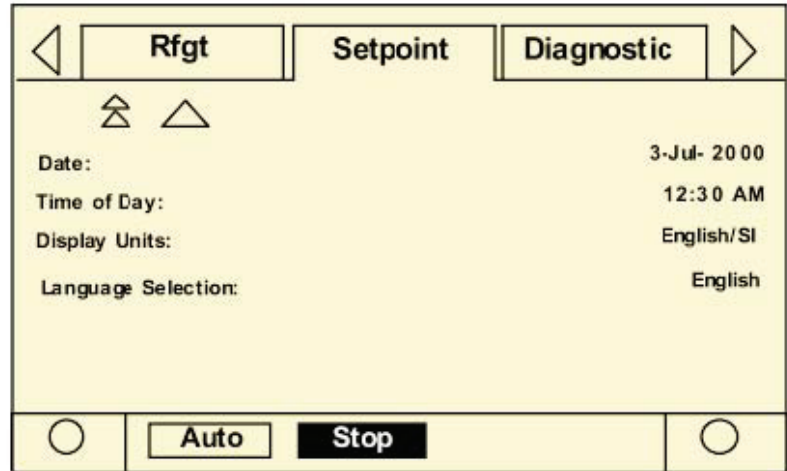 Rfgt Setpoint Diagnostic
Date: 3-Jul- 2000
Time of Day: 12:30 AM
Display Units: English/SI
Language Selection: English
Auto Stop